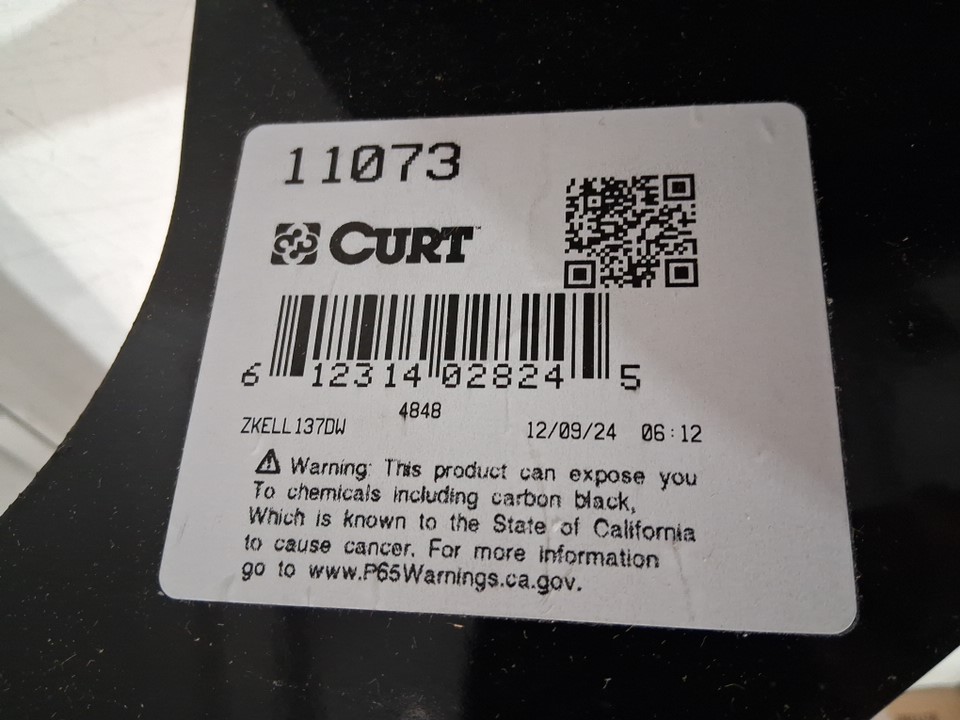 11073
CURT™
6 12314 02824 5
4848
ZKELL137DW 12/09/24 06:12
Warning: This product can expose you
To chemicals including carbon black,
Which is known to the State of California
to cause cancer. For more information
go to www.P65Warnings.ca.gov.